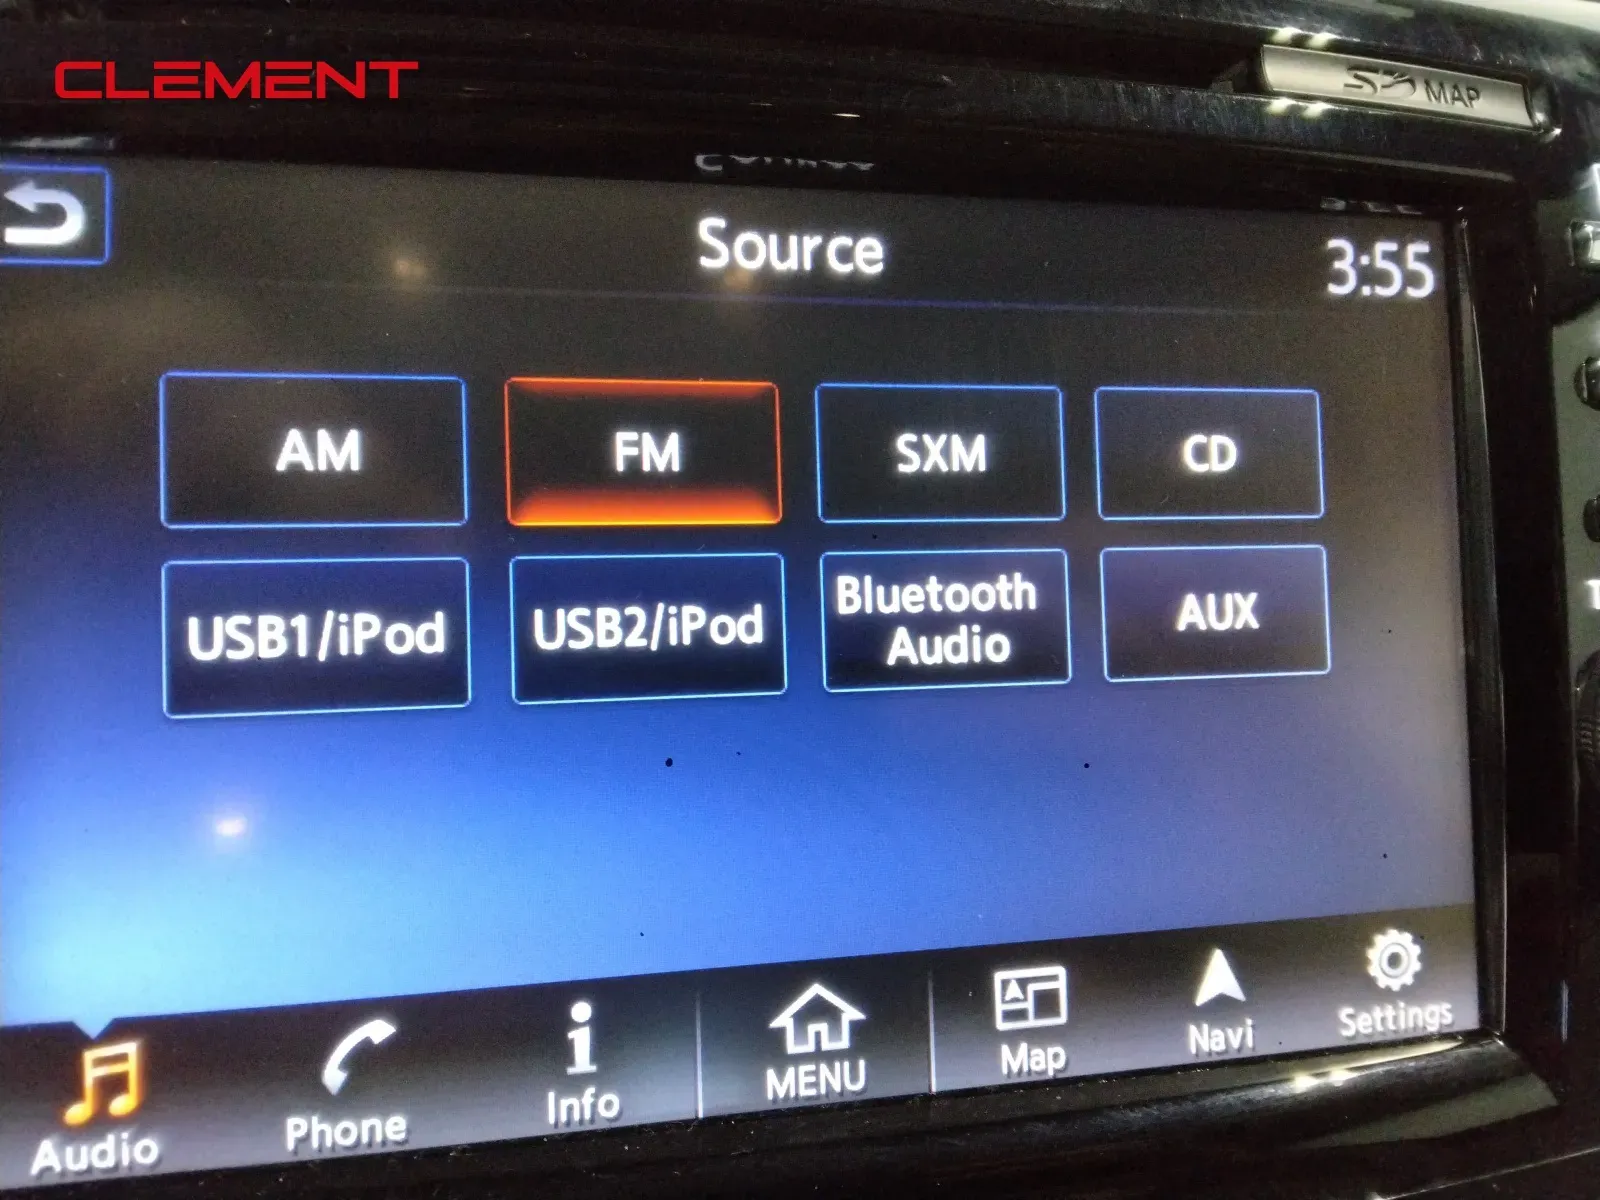 CLEMENT
MAP
Source
3:55
AM
FM
SXM
CD
USB1/iPod
USB2/iPod
Bluetooth
Audio
AUX
Audio
Phone
Info
MENU
Map
Navi
Settings